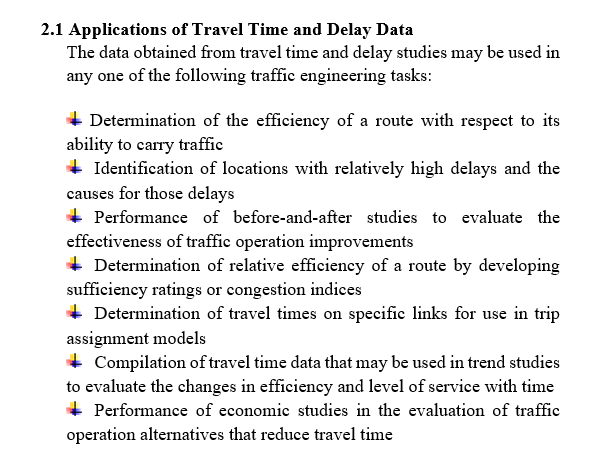 2.1 Applications of Travel Time and Delay Data
The data obtained from travel time and delay studies may be used in
any one of the following traffic engineering tasks:
Determination of the efficiency of a route with respect to its
ability to carry traffic
Identification of locations with relatively high delays and the
causes for those delays
Performance of before-and-after studies to evaluate the
effectiveness of traffic operation improvements
Determination of relative efficiency of a route by developing
sufficiency ratings or congestion indices
Determination of travel times on specific links for use in trip
assignment models
Compilation of travel time data that may be used in trend studies
to evaluate the changes in efficiency and level of service with time
Performance of economic studies in the evaluation of traffic
operation alternatives that reduce travel time